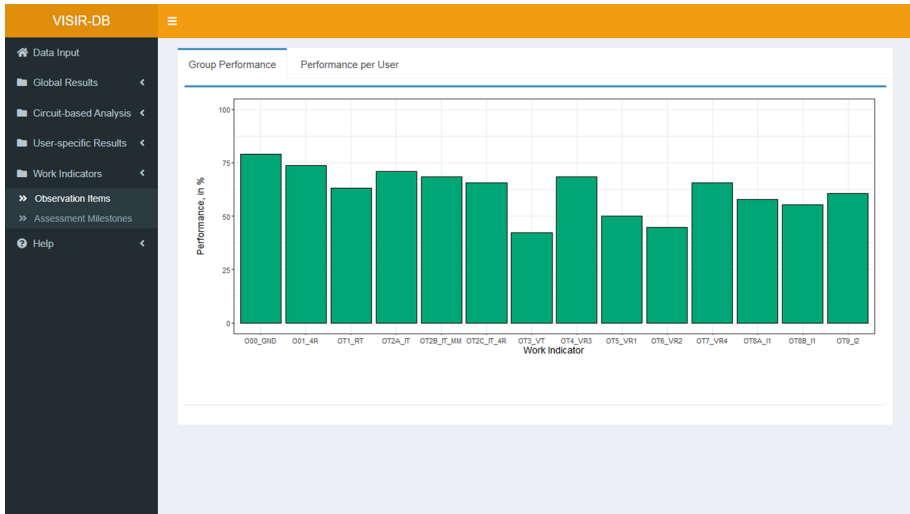 VISIR-DB
Data Input
Global Results
Circuit-based Analysis
User-specific Results
Work Indicators
Observation Items
Assessment Milestones
Help
Group Performance Performance per User
100
75
50
25
0
Performance, in %
O00_GND O01_4R OT1_RT OT2A_IT OT2B_IT_MM OT2C_IT_4R OT3_VT OT4_VR3 OT5_VR1 OT6_VR2 OT7_VR4 OT8A_I1 OT8B_I1 OT9_I2
Work Indicator